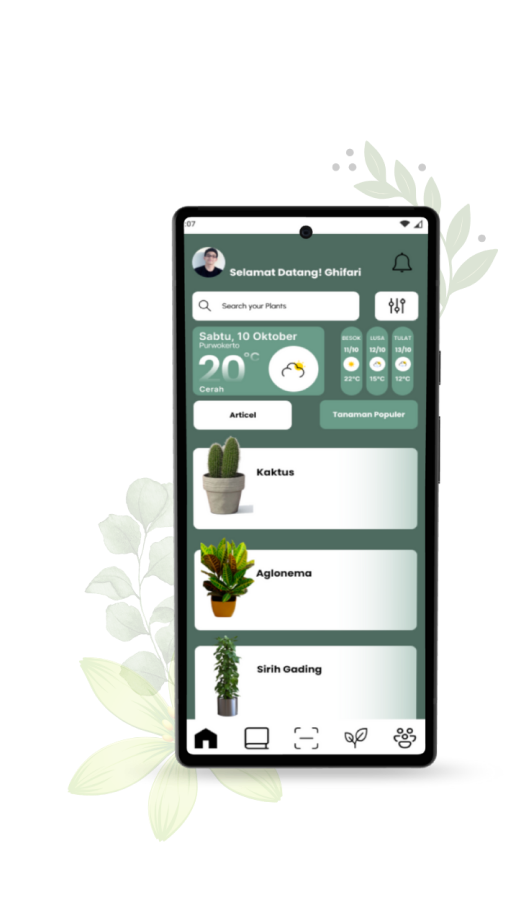 :07
Selamat Datang! Ghifari
Search your Plants
Sabtu, 10 Oktober
Purwokerto
20°C
Cerah
BESOK LUSA TULAT
11/10 12/10 13/10
22°C 15°C 12°C
Articel
Tanaman Populer
Kaktus
Aglonema
Sirih Gading